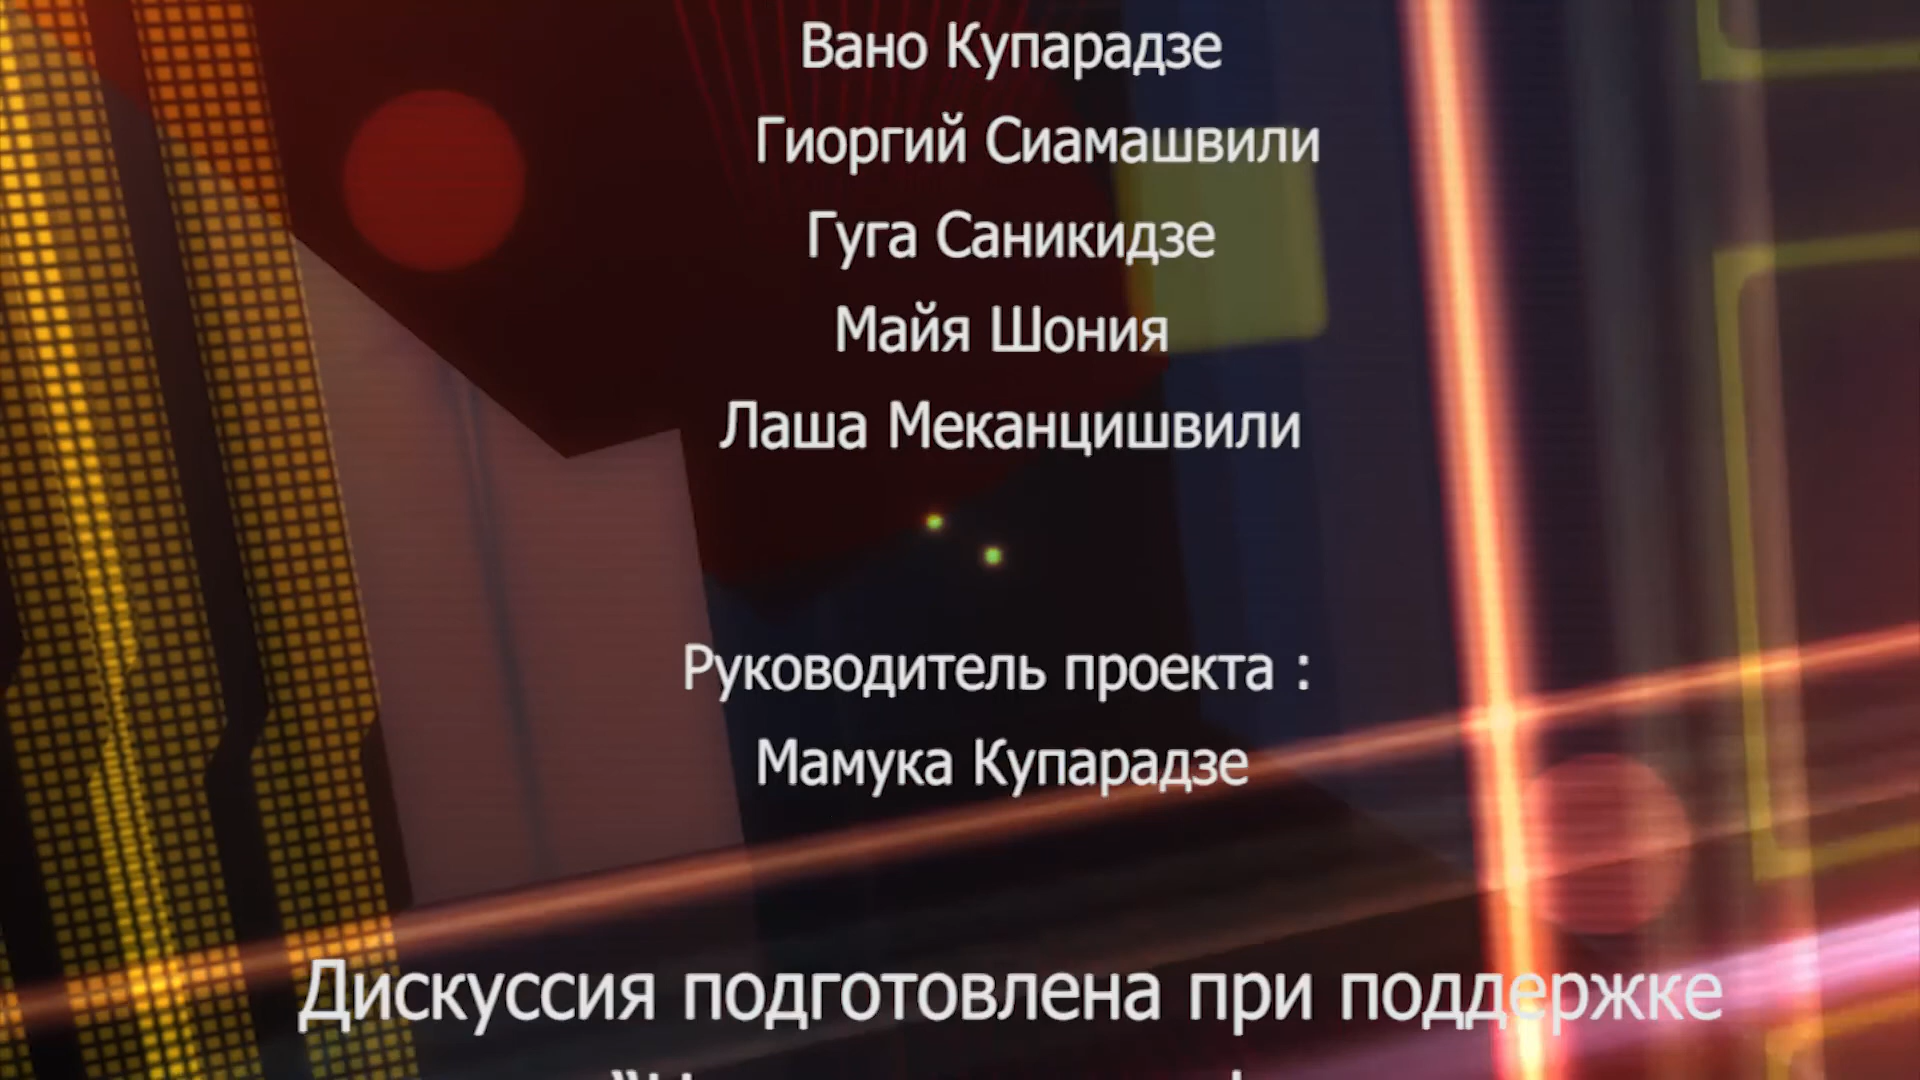 Вано Купарадзе
Гиоргий Сиамашвили
Гуга Саникидзе
Майя Шония
Лаша Меканцишвили
Руководитель проекта :
Мамука Купарадзе
Дискуссия подготовлена при поддержке